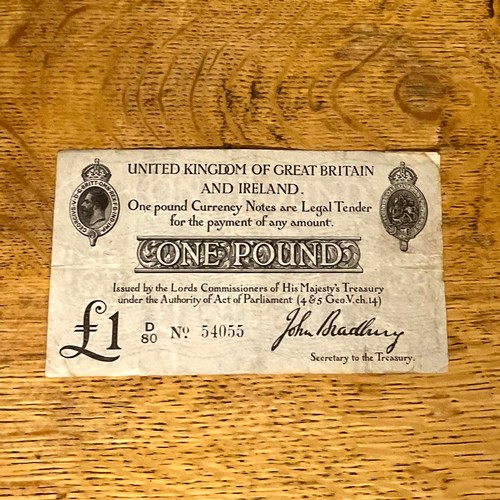 UNITED KINGDOM OF GREAT BRITAIN
AND IRELAND.
One pound Currency Notes are Legal Tender
for the payment of any amount.
ONE POUND
Issued by the Lords Commissioners of His Majesty's Treasury
under the Authority of Act of Parliament (4 & 5 Geo.V. ch.14)
£1
D
80
No. 54055
John Bradbury
Secretary to the Treasury.